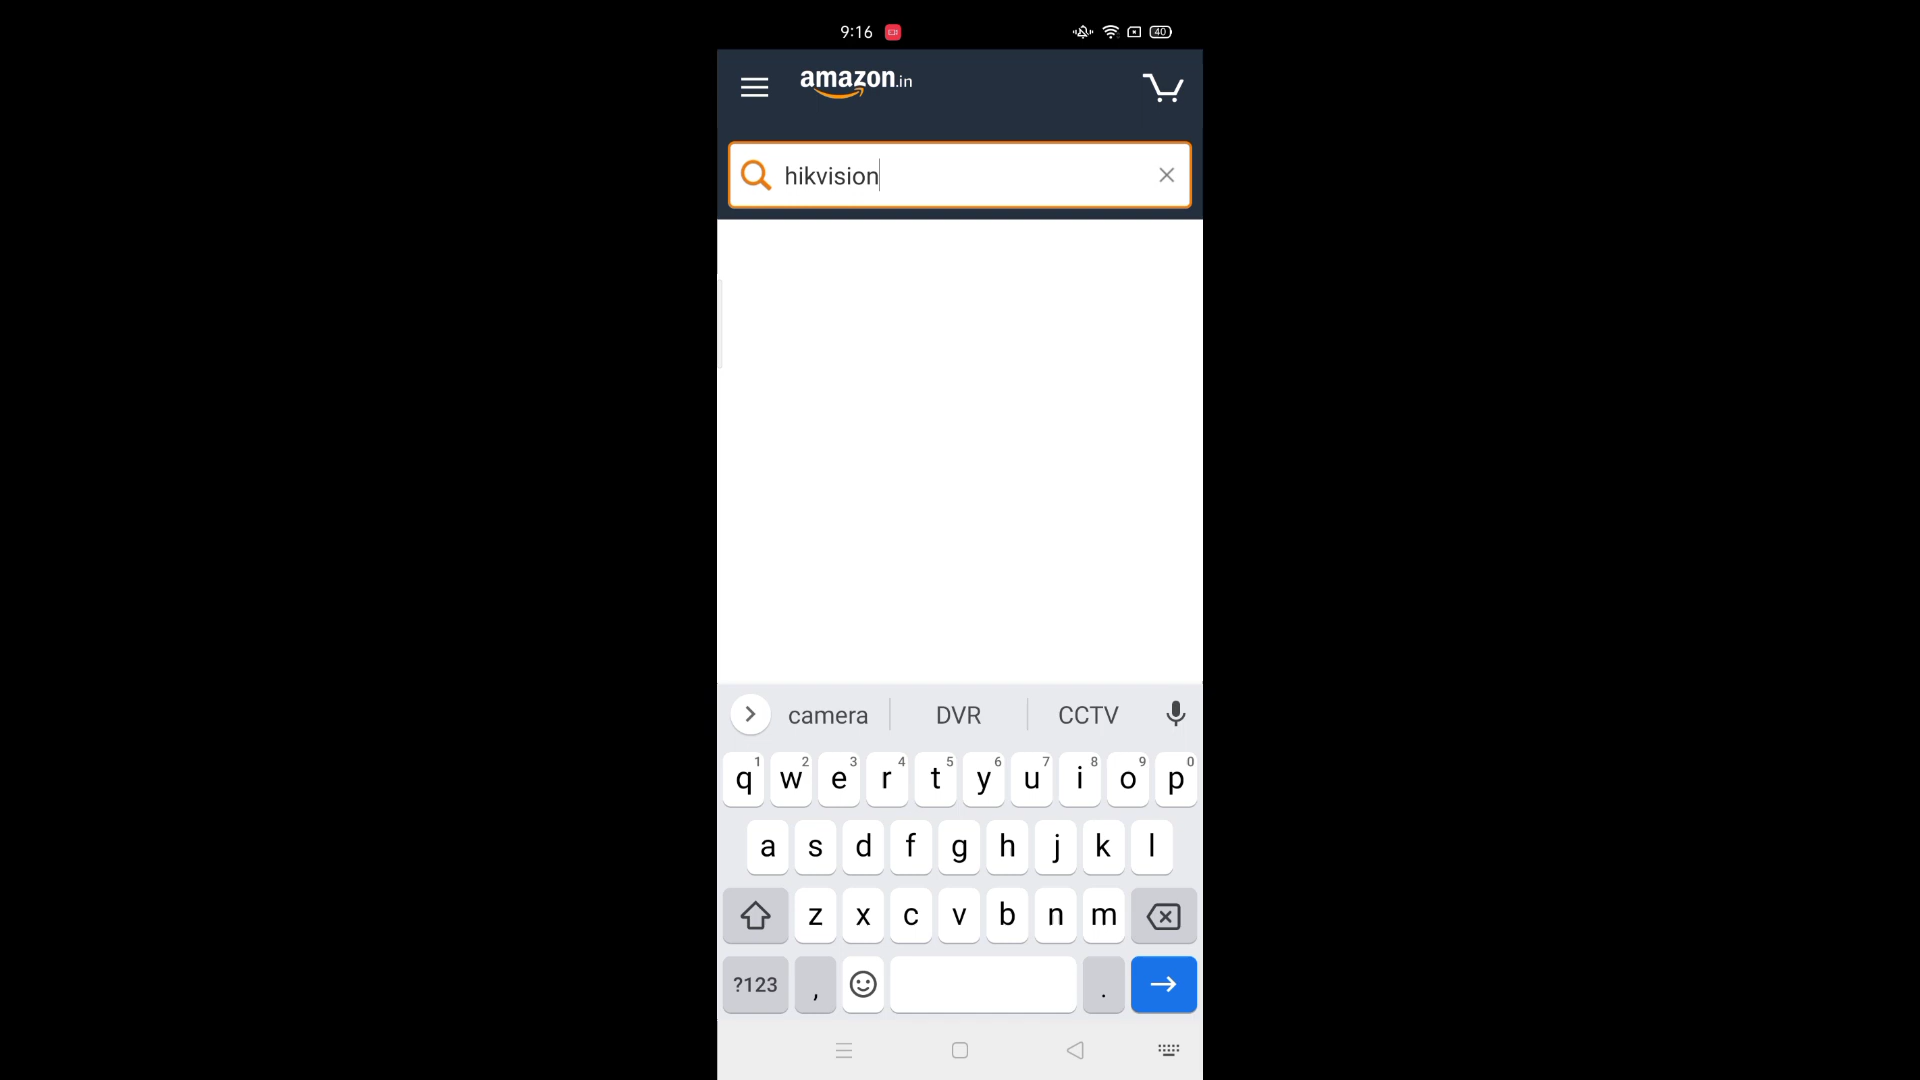 9:16 40
amazon.in
hikvision
camera DVR CCTV
1 2 3 4 5 6 7 8 9 0
q w e r t y u i o p
a s d f g h j k l
z x c v b n m
?123 , .